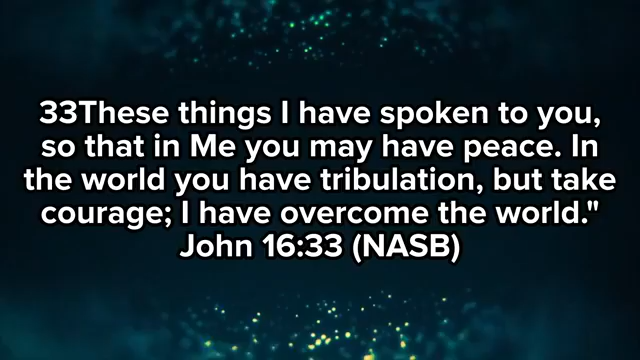 33These things I have spoken to you,
so that in Me you may have peace. In
the world you have tribulation, but take
courage; I have overcome the world."
John 16:33 (NASB)